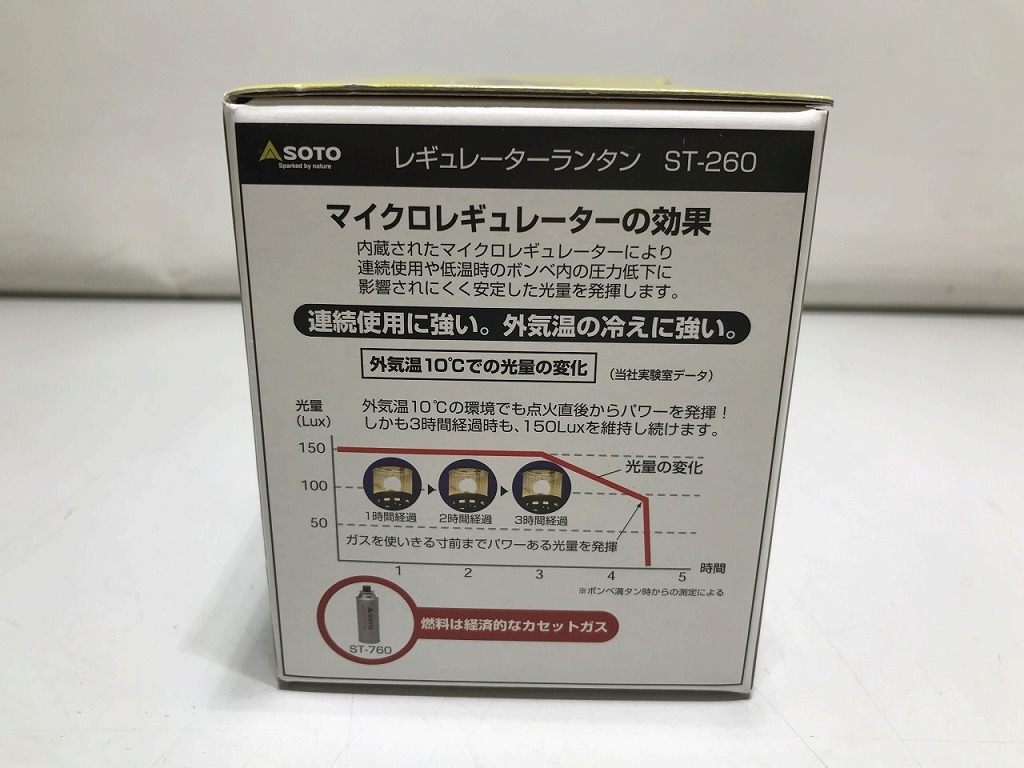 SOTO
Sparked by nature
レギュレーターランタン ST-260
マイクロレギュレーターの効果
内蔵されたマイクロレギュレーターにより
連続使用や低温時のボンベ内の圧力低下に
影響されにくく安定した光量を発揮します。
連続使用に強い。外気温の冷えに強い。
外気温10℃での光量の変化
(当社実験室データ)
外気温10℃の環境でも点火直後からパワーを発揮!
しかも3時間経過時も、150Luxを維持し続けます。
光量
(Lux)
150
100
50
光量の変化
1時間経過
2時間経過
3時間経過
ガスを使いきる寸前までパワーある光量を発揮
1 2 3 4 5 時間
※ボンベ満タン時からの測定による
SOTO
ST-760
燃料は経済的なカセットガス